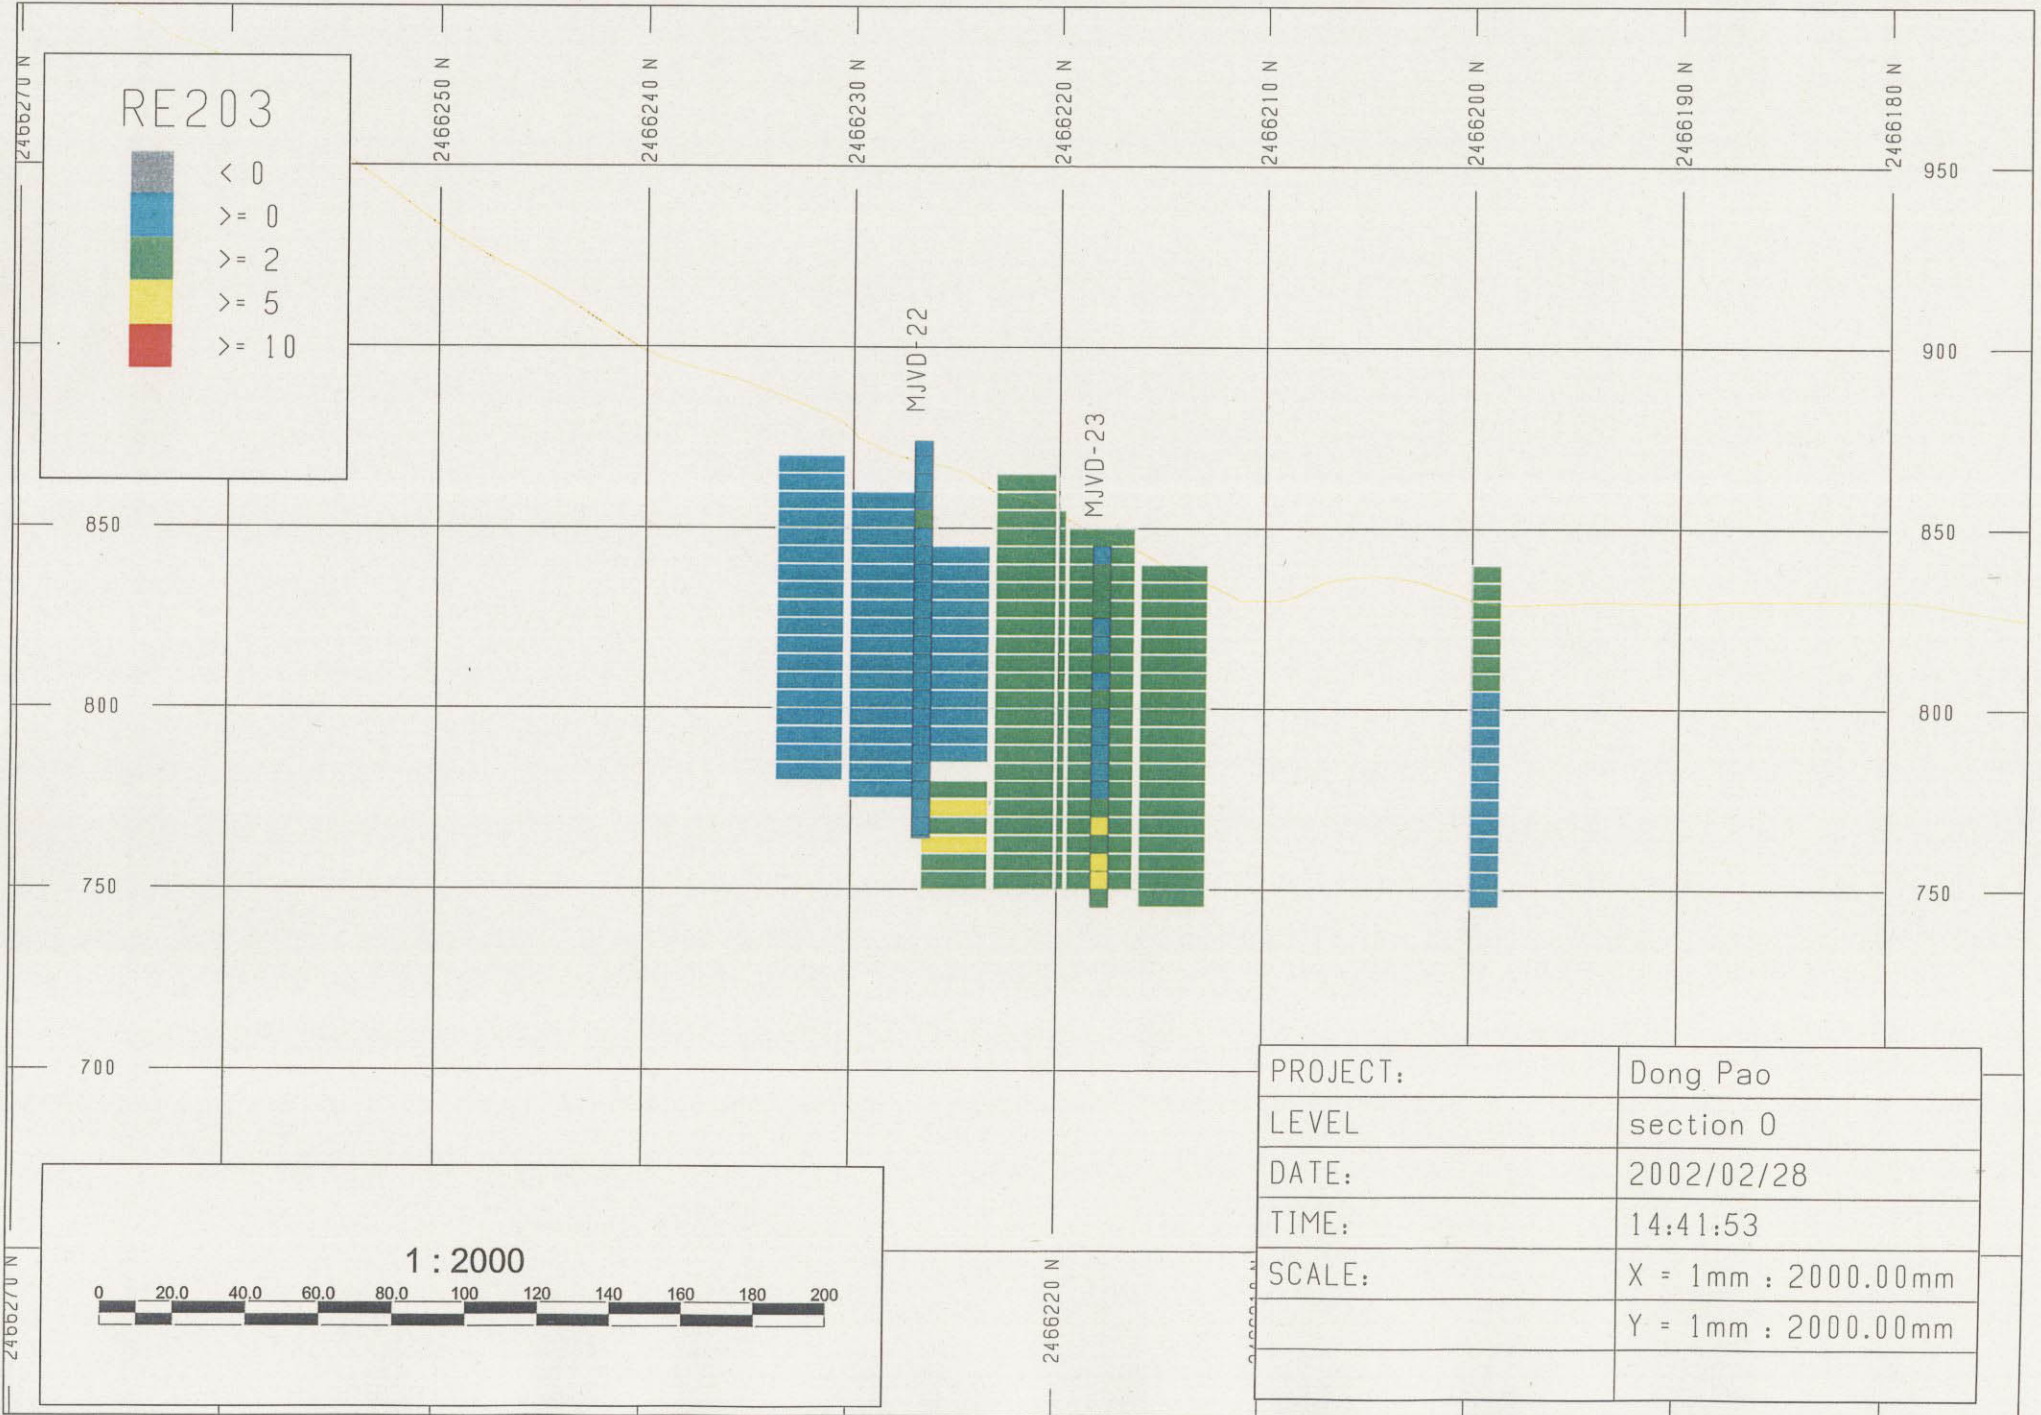 2466270 N
2466250 N
2466240 N
2466230 N
2466220 N
2466210 N
2466200 N
2466190 N
2466180 N
RE203
< 0
>= 0
>= 2
>= 5
>= 10
950
900
MJVD-22
MJVD-23
850
850
800
800
750
750
700
PROJECT: Dong Pao
LEVEL section 0
DATE: 2002/02/28
TIME: 14:41:53
SCALE: X = 1mm : 2000.00mm
Y = 1mm : 2000.00mm
1 : 2000
0 20.0 40.0 60.0 80.0 100 120 140 160 180 200
2466270 N
2466220 N